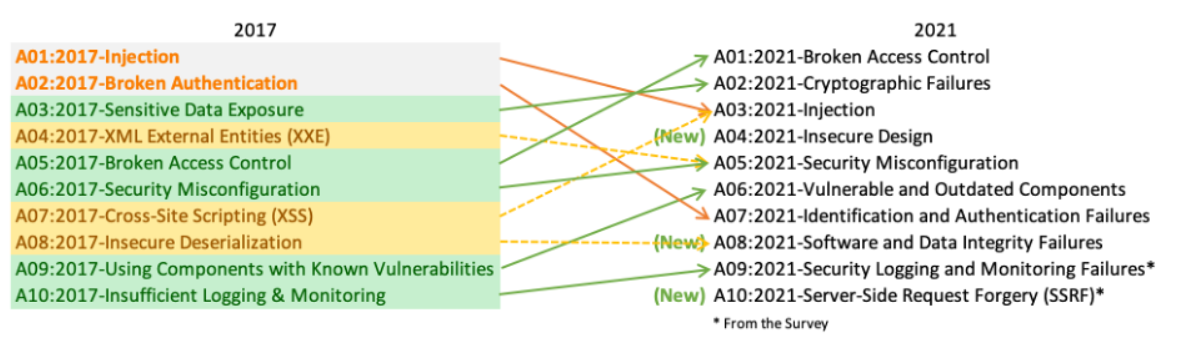 2017
2021
A01:2017-Injection
A02:2017-Broken Authentication
A03:2017-Sensitive Data Exposure
A04:2017-XML External Entities (XXE)
A05:2017-Broken Access Control
A06:2017-Security Misconfiguration
A07:2017-Cross-Site Scripting (XSS)
A08:2017-Insecure Deserialization
A09:2017-Using Components with Known Vulnerabilities
A10:2017-Insufficient Logging & Monitoring
A01:2021-Broken Access Control
A02:2021-Cryptographic Failures
A03:2021-Injection
(New) A04:2021-Insecure Design
A05:2021-Security Misconfiguration
A06:2021-Vulnerable and Outdated Components
A07:2021-Identification and Authentication Failures
(New) A08:2021-Software and Data Integrity Failures
A09:2021-Security Logging and Monitoring Failures*
(New) A10:2021-Server-Side Request Forgery (SSRF)*
* From the Survey